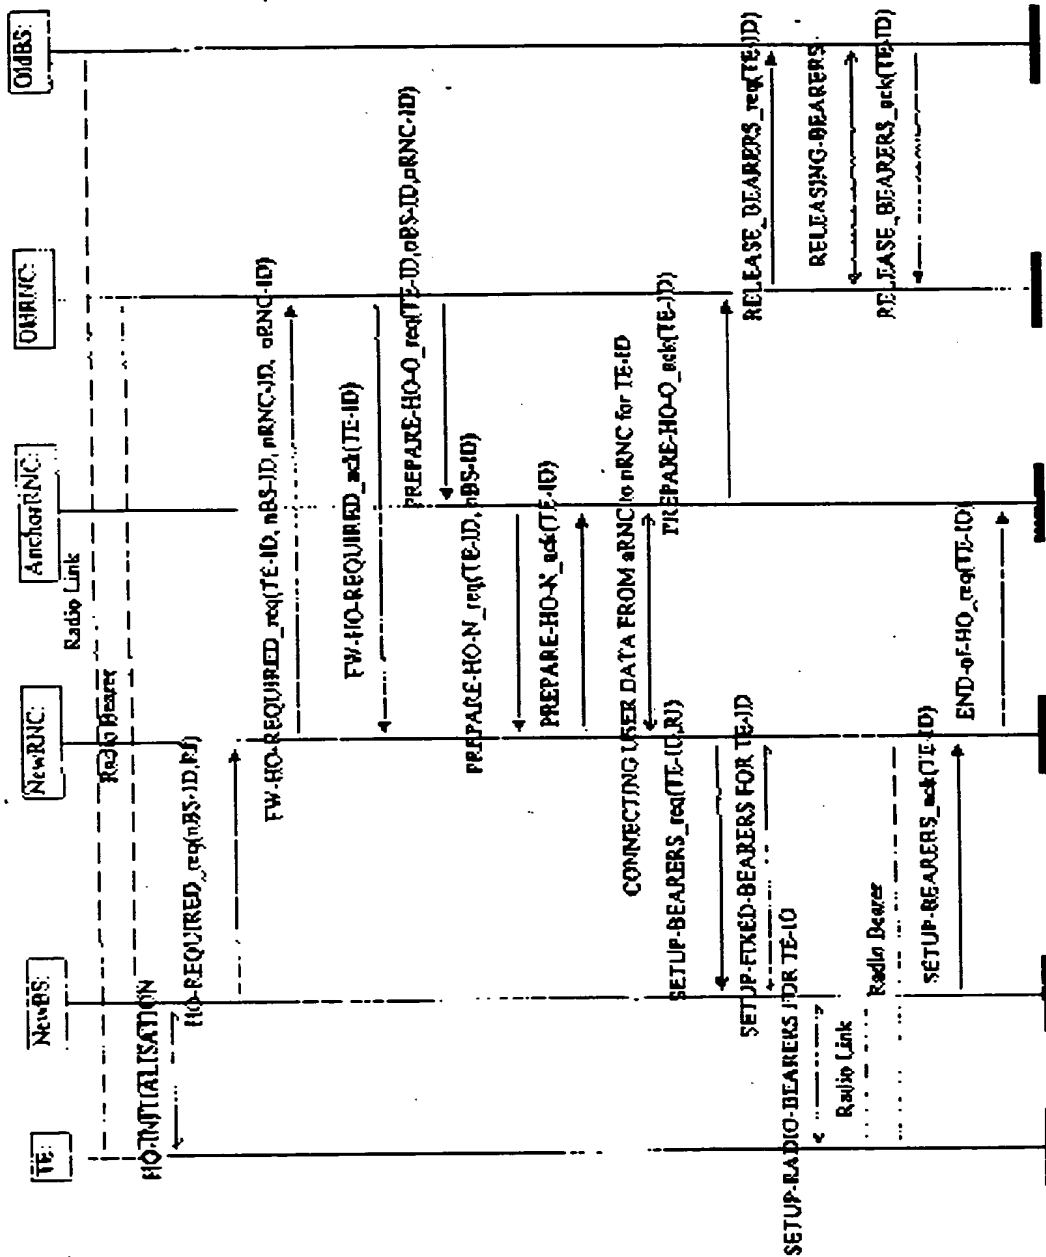 TE:
NewBS:
NewRNC:
AnchorRNC:
OldRNC:
OldBS:
Radio Link
Radio Bearer
HO-INITIALISATION
HO-REQUIRED_req(nBS-ID,RI)
FW-HO-REQUIRED_req(TE-ID, nBS-ID, nRNC-ID, oRNC-ID)
FW-HO-REQUIRED_ack(TE-ID)
PREPARE-HO-O_req(TE-ID,nBS-ID,nRNC-ID)
PREPARE-HO-N_req(TE-ID, nBS-ID)
PREPARE-HO-N_ack(TE-ID)
CONNECTING USER DATA FROM aRNC to nRNC for TE-ID
PREPARE-HO-O_ack(TE-ID)
SETUP-BEARERS_req(TE-ID,RI)
SETUP-FIXED-BEARERS FOR TE-ID
RELEASE_BEARERS_req(TE-ID)
SETUP-RADIO-BEARERS FOR TE-ID
RELEASING-BEARERS
Radio Link
Radio Bearer
RELEASE_BEARERS_ack(TE-ID)
SETUP-BEARERS_ack(TE-ID)
END-of-HO_req(TE-ID)